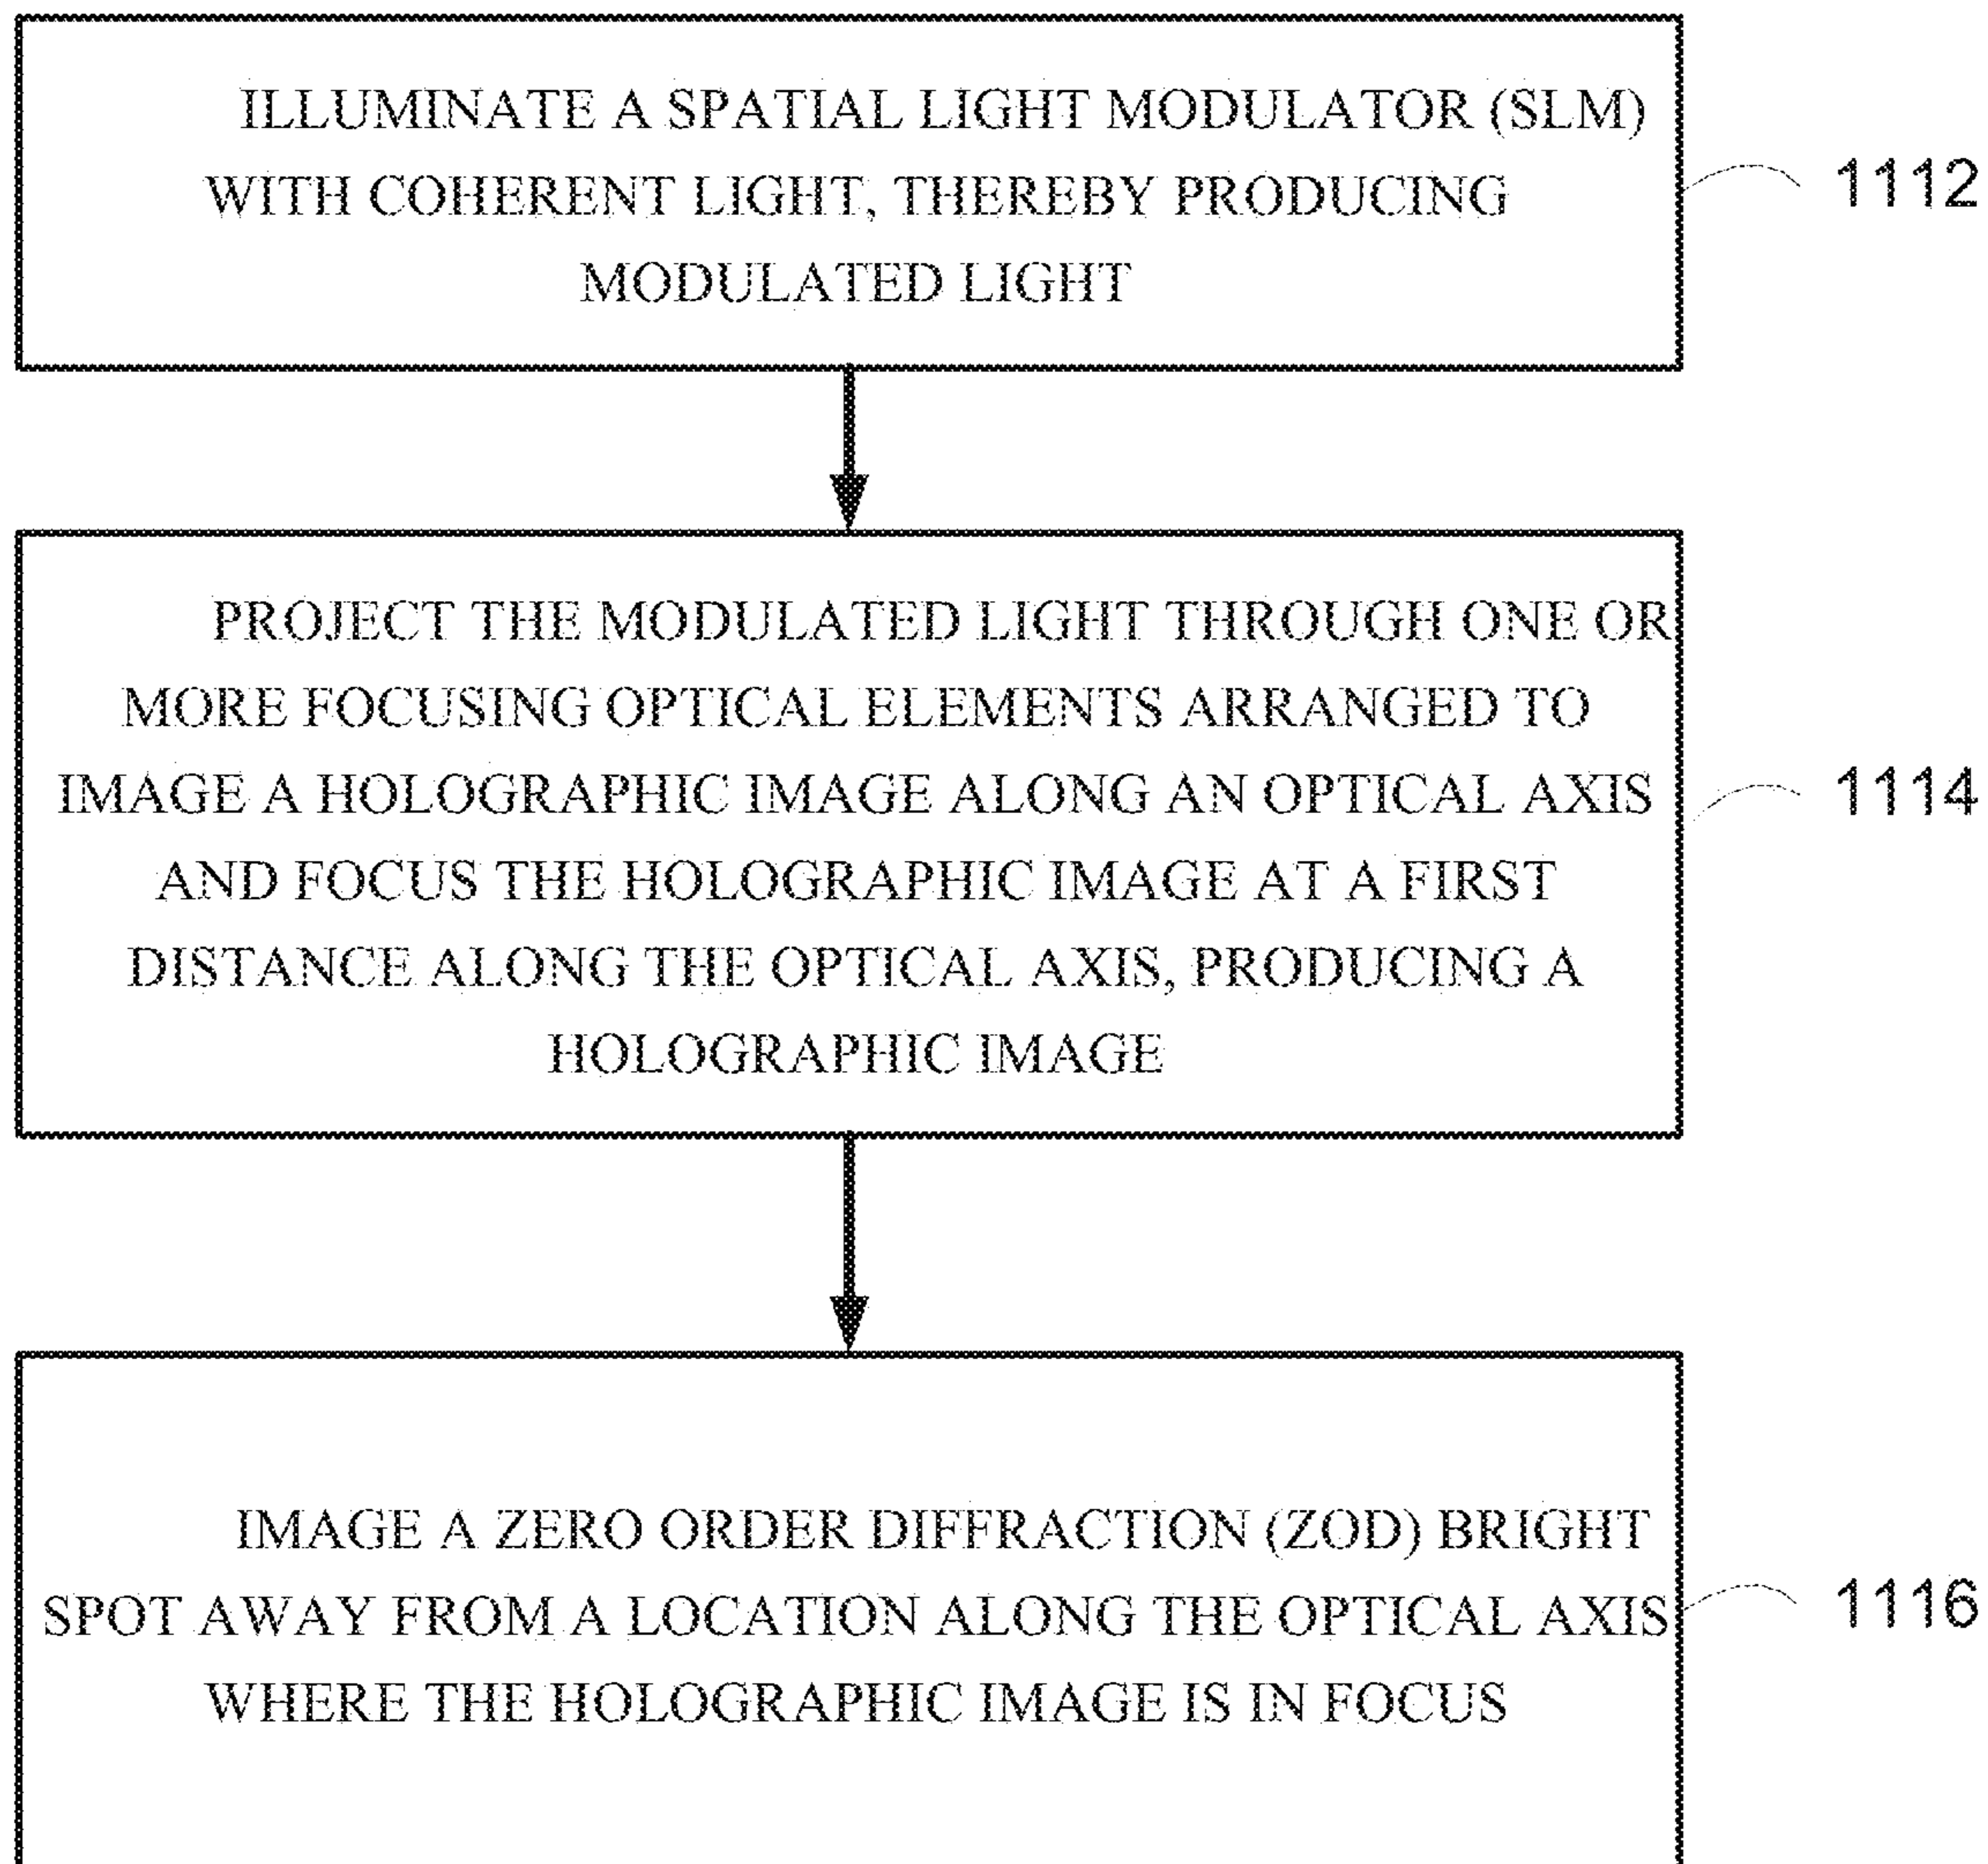 ILLUMINATE A SPATIAL LIGHT MODULATOR (SLM)
WITH COHERENT LIGHT, THEREBY PRODUCING
MODULATED LIGHT
1112
PROJECT THE MODULATED LIGHT THROUGH ONE OR
MORE FOCUSING OPTICAL ELEMENTS ARRANGED TO
IMAGE A HOLOGRAPHIC IMAGE ALONG AN OPTICAL AXIS
AND FOCUS THE HOLOGRAPHIC IMAGE AT A FIRST
DISTANCE ALONG THE OPTICAL AXIS, PRODUCING A
HOLOGRAPHIC IMAGE
1114
IMAGE A ZERO ORDER DIFFRACTION (ZOD) BRIGHT
SPOT AWAY FROM A LOCATION ALONG THE OPTICAL AXIS
WHERE THE HOLOGRAPHIC IMAGE IS IN FOCUS
1116